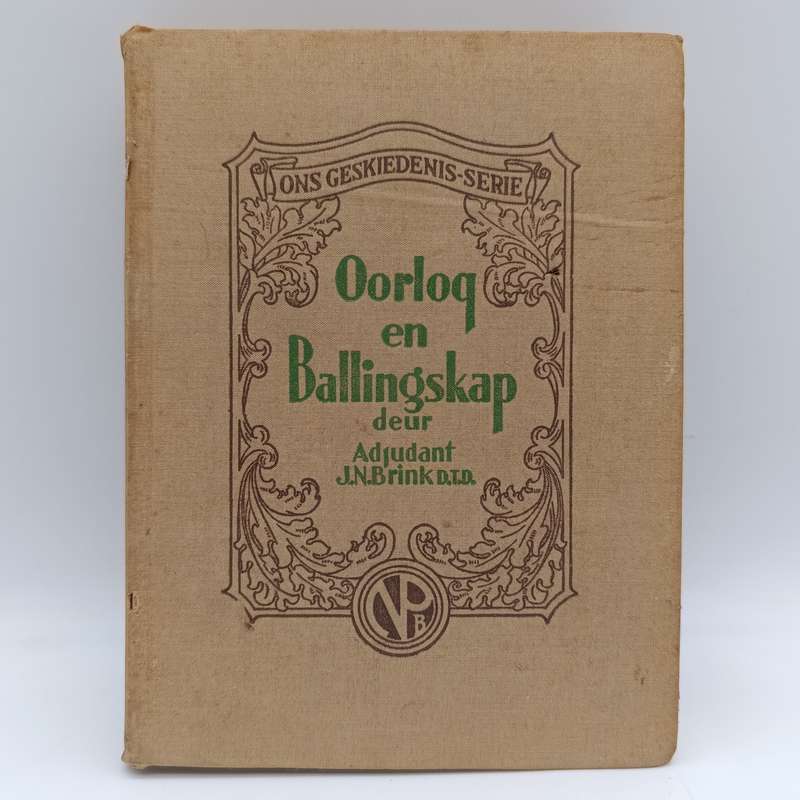 ONS GESKIEDENIS-SERIE
Oorlog
en
Ballingskap
deur
Adjudant
J.N.Brink D.T.D.
NPB